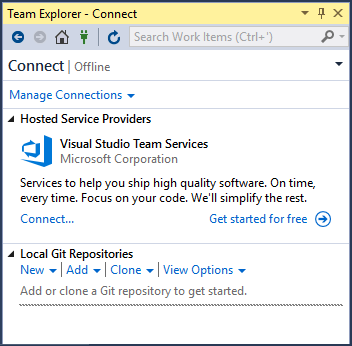 Team Explorer - Connect
Search Work Items (Ctrl+')
Connect | Offline
Manage Connections
Hosted Service Providers
Visual Studio Team Services
Microsoft Corporation
Services to help you ship high quality software. On time,
every time. Focus on your code. We'll simplify the rest.
Connect... Get started for free
Local Git Repositories
New | Add | Clone | View Options
Add or clone a Git repository to get started.